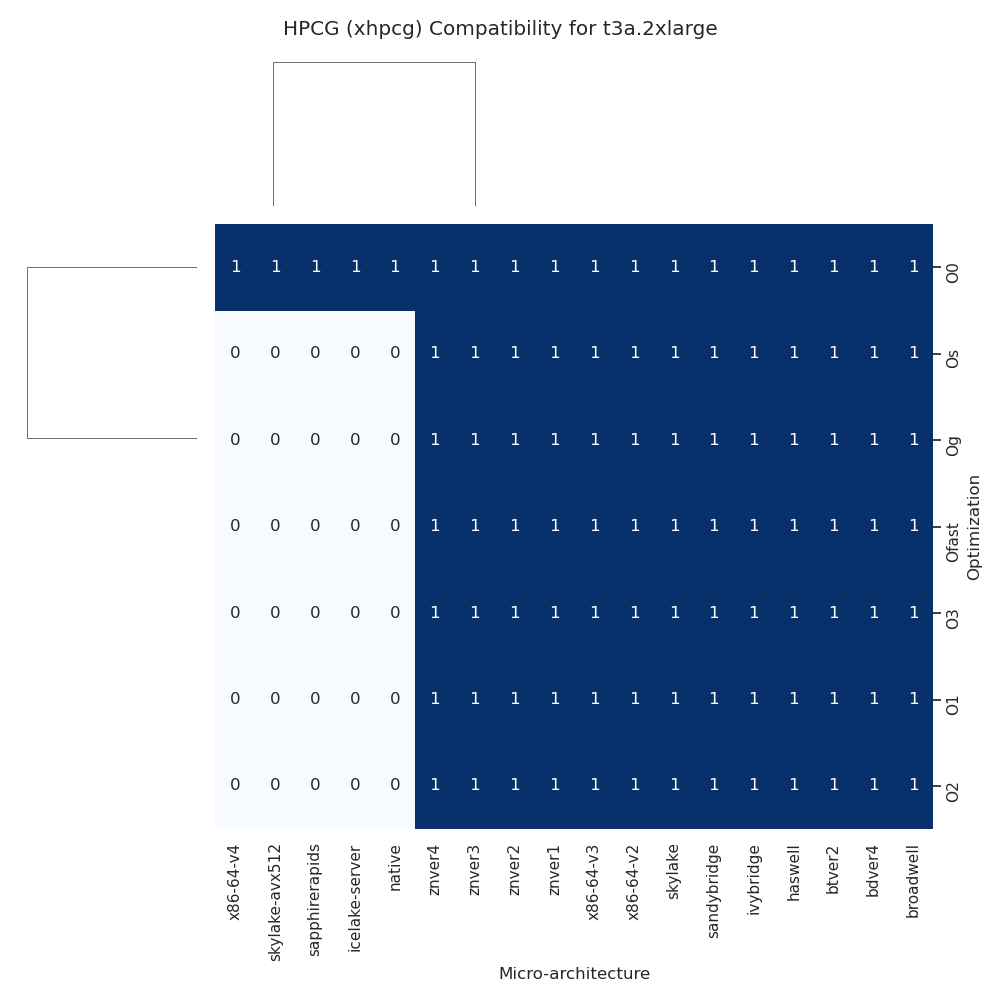 HPCG (xhpcg) Compatibility for t3a.2xlarge
1 1 1 1 1 1 1 1 1 1 1 1 1 1 1 1 1 1 O0
0 0 0 0 0 1 1 1 1 1 1 1 1 1 1 1 1 1 Os
0 0 0 0 0 1 1 1 1 1 1 1 1 1 1 1 1 1 Og
0 0 0 0 0 1 1 1 1 1 1 1 1 1 1 1 1 1 Ofast
0 0 0 0 0 1 1 1 1 1 1 1 1 1 1 1 1 1 O3
0 0 0 0 0 1 1 1 1 1 1 1 1 1 1 1 1 1 O1
0 0 0 0 0 1 1 1 1 1 1 1 1 1 1 1 1 1 O2
Optimization
x86-64-v4
skylake-avx512
sapphirerapids
icelake-server
native
znver4
znver3
znver2
znver1
x86-64-v3
x86-64-v2
skylake
sandybridge
ivybridge
haswell
btver2
bdver4
broadwell
Micro-architecture